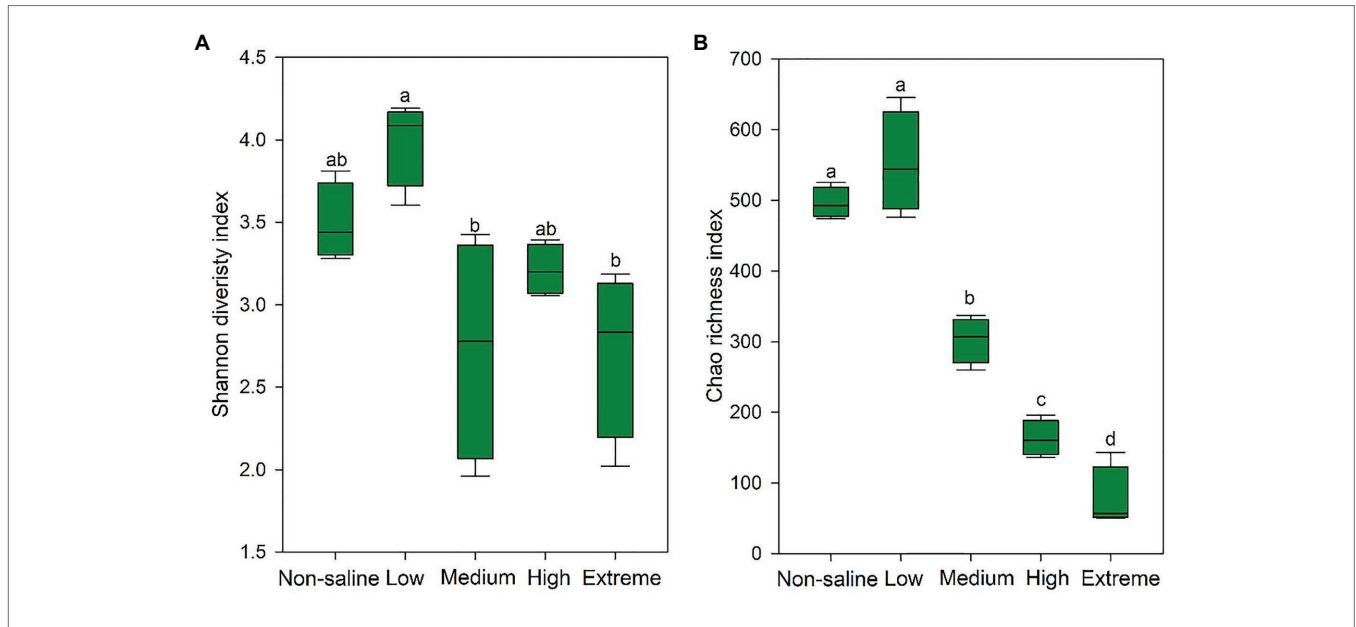 A
Shannon diveristy index
4.5
4.0
3.5
3.0
2.5
2.0
1.5
ab
a
b
ab
b
Non-saline Low Medium High Extreme
B
Chao richness index
700
600
500
400
300
200
100
0
a
a
b
c
d
Non-saline Low Medium High Extreme